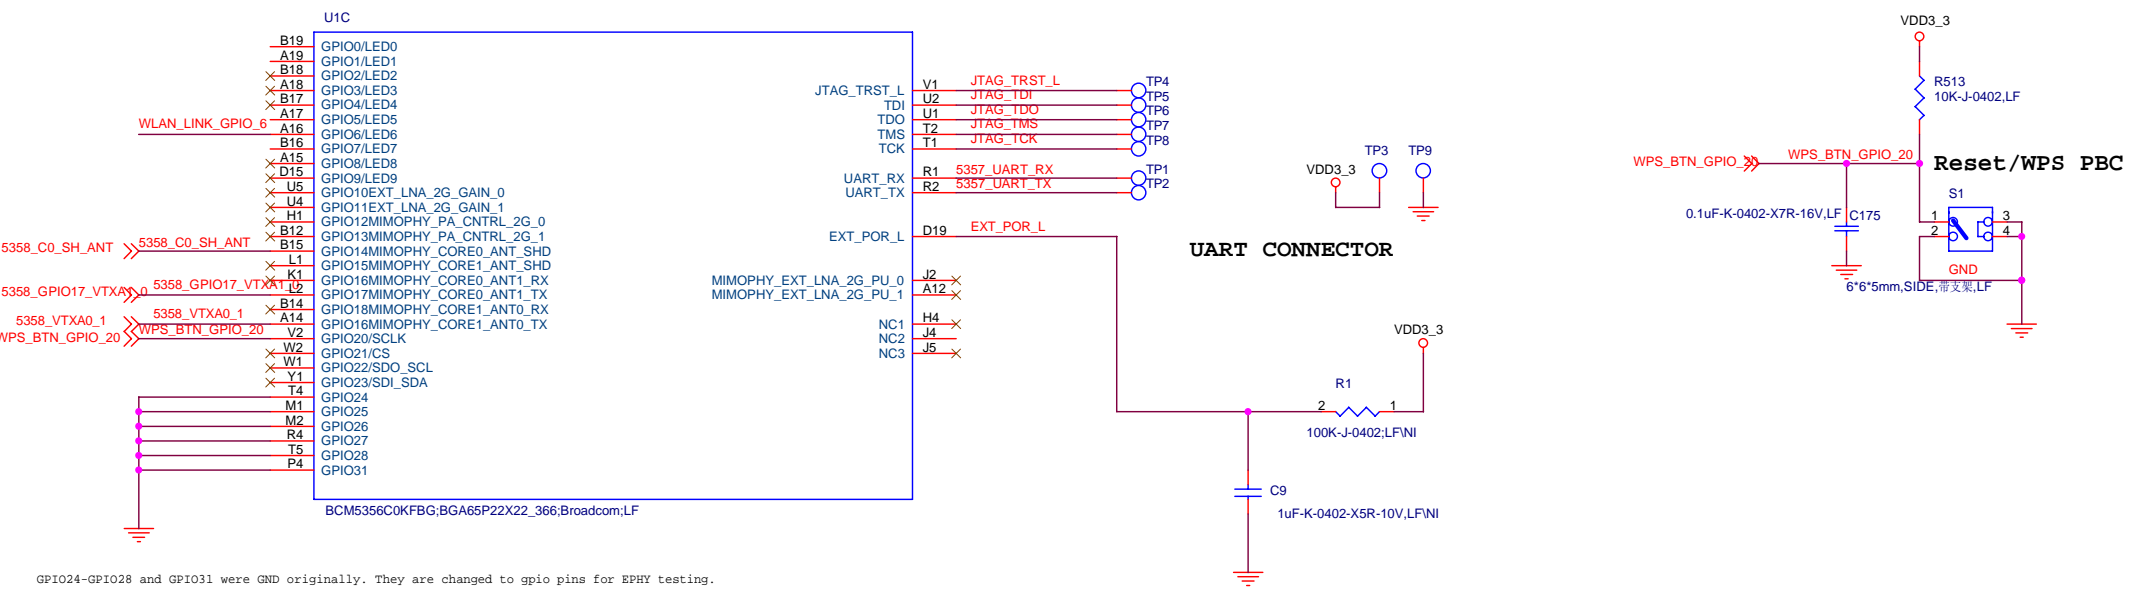 U1C
B19 GPIO0/LED0
A19 GPIO1/LED1
B18 GPIO2/LED2
A18 GPIO3/LED3
B17 GPIO4/LED4
A17 GPIO5/LED5
WLAN_LINK_GPIO_6 A16 GPIO6/LED6
B16 GPIO7/LED7
A15 GPIO8/LED8
D15 GPIO9/LED9
U5 GPIO10EXT_LNA_2G_GAIN_0
U4 GPIO11EXT_LNA_2G_GAIN_1
H1 GPIO12MIMOPHY_PA_CNTRL_2G_0
B12 GPIO13MIMOPHY_PA_CNTRL_2G_1
5358_C0_SH_ANT 5358_C0_SH_ANT B15 GPIO14MIMOPHY_CORE0_ANT_SHD
L1 GPIO15MIMOPHY_CORE1_ANT_SHD
K1 GPIO16MIMOPHY_CORE0_ANT1_RX
5358_GPIO17_VTXA1_0 5358_GPIO17_VTXA1_0 L2 GPIO17MIMOPHY_CORE0_ANT1_TX
B14 GPIO18MIMOPHY_CORE1_ANT0_RX
5358_VTXA0_1 5358_VTXA0_1 A14 GPIO16MIMOPHY_CORE1_ANT0_TX
WPS_BTN_GPIO_20 WPS_BTN_GPIO_20 V2 GPIO20/SCLK
W2 GPIO21/CS
W1 GPIO22/SDO_SCL
Y1 GPIO23/SDI_SDA
T4 GPIO24
M1 GPIO25
M2 GPIO26
R4 GPIO27
T5 GPIO28
P4 GPIO31
JTAG_TRST_L V1 JTAG_TRST_L TP4
TDI U2 JTAG_TDI TP5
TDO U1 JTAG_TDO TP6
TMS T2 JTAG_TMS TP7
TCK T1 JTAG_TCK TP8
UART_RX R1 5357_UART_RX TP1
UART_TX R2 5357_UART_TX TP2
EXT_POR_L D19 EXT_POR_L
MIMOPHY_EXT_LNA_2G_PU_0 J2
MIMOPHY_EXT_LNA_2G_PU_1 A12
NC1 H4
NC2 J4
NC3 J5
BCM5356C0KFBG;BGA65P22X22_366;Broadcom;LF
TP3 TP9
VDD3_3
UART CONNECTOR
VDD3_3
R1
2 1
100K-J-0402;LF\NI
C9
1uF-K-0402-X5R-10V,LF\NI
VDD3_3
R513
10K-J-0402,LF
WPS_BTN_GPIO_20 WPS_BTN_GPIO_20 Reset/WPS PBC
S1
0.1uF-K-0402-X7R-16V,LF C175
1 3
2 4
GND
6*6*5mm,SIDE,带支架,LF
GPIO24-GPIO28 and GPIO31 were GND originally. They are changed to gpio pins for EPHY testing.